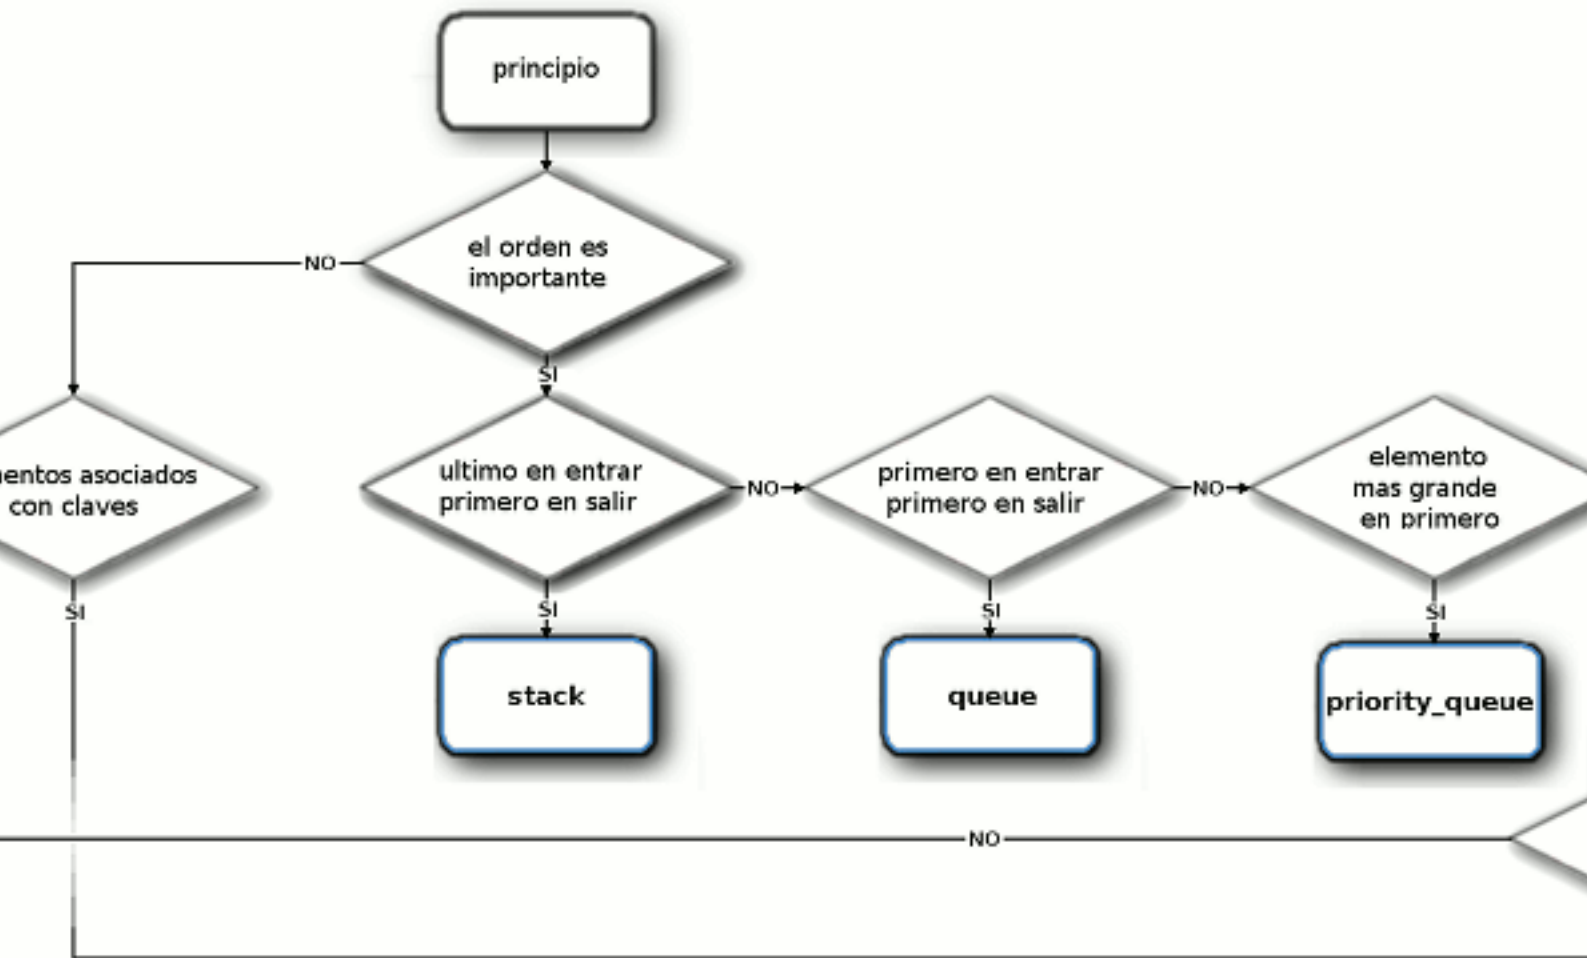 principio
el orden es
importante
NO
SI
asociados
con claves
ultimo en entrar
primero en salir
NO
primero en entrar
primero en salir
NO
elemento
mas grande
en primero
SI
SI
SI
SI
stack
queue
priority_queue
NO